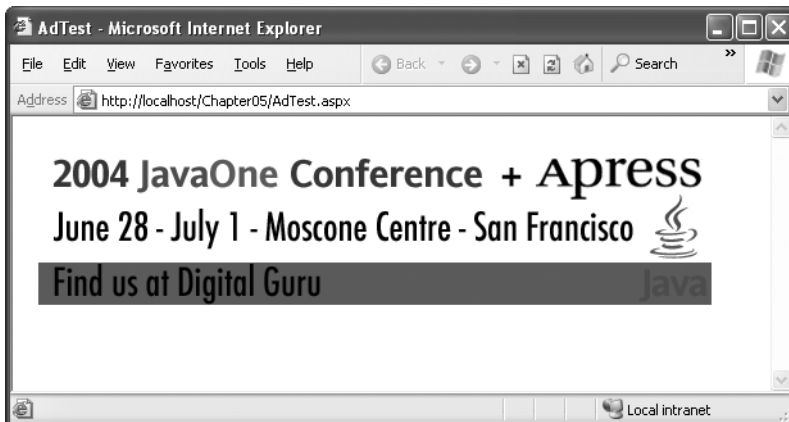 AdTest - Microsoft Internet Explorer
File Edit View Favorites Tools Help Back Search »
Address http://localhost/Chapter05/AdTest.aspx
2004 JavaOne Conference + Apress
June 28 - July 1 - Moscone Centre - San Francisco
Find us at Digital Guru Java
Local intranet